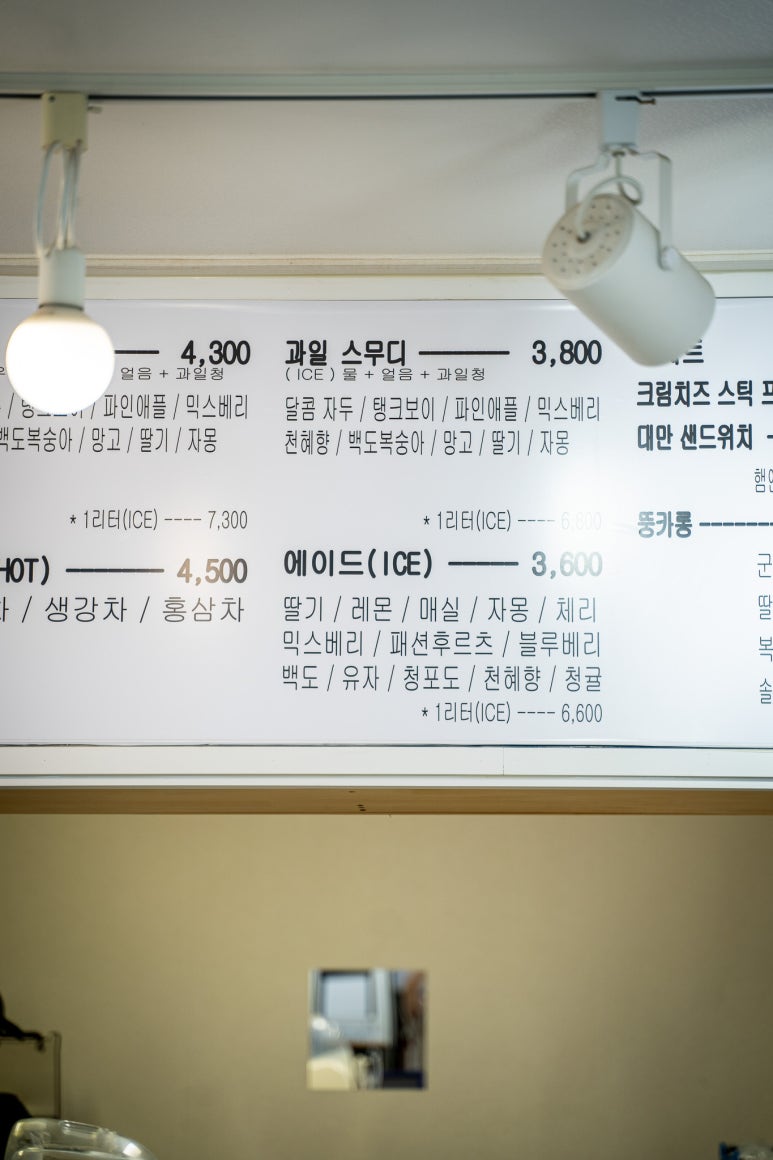 4,300
얼음 + 과일청
파인애플 / 믹스베리
백도복숭아 / 망고 / 딸기 / 자몽
* 1리터(ICE) ---- 7,300
HOT) 4,500
차 / 생강차 / 홍삼차
과일 스무디 3,800
( ICE ) 물 + 얼음 + 과일청
달콤 자두 / 탱크보이 / 파인애플 / 믹스베리
천혜향 / 백도복숭아 / 망고 / 딸기 / 자몽
* 1리터(ICE) ---- 6,800
에이드(ICE) 3,600
딸기 / 레몬 / 매실 / 자몽 / 체리
믹스베리 / 패션후르츠 / 블루베리
백도 / 유자 / 청포도 / 천혜향 / 청귤
* 1리터(ICE) ---- 6,600
크림치즈 스틱
대만 샌드위치
뚱카롱